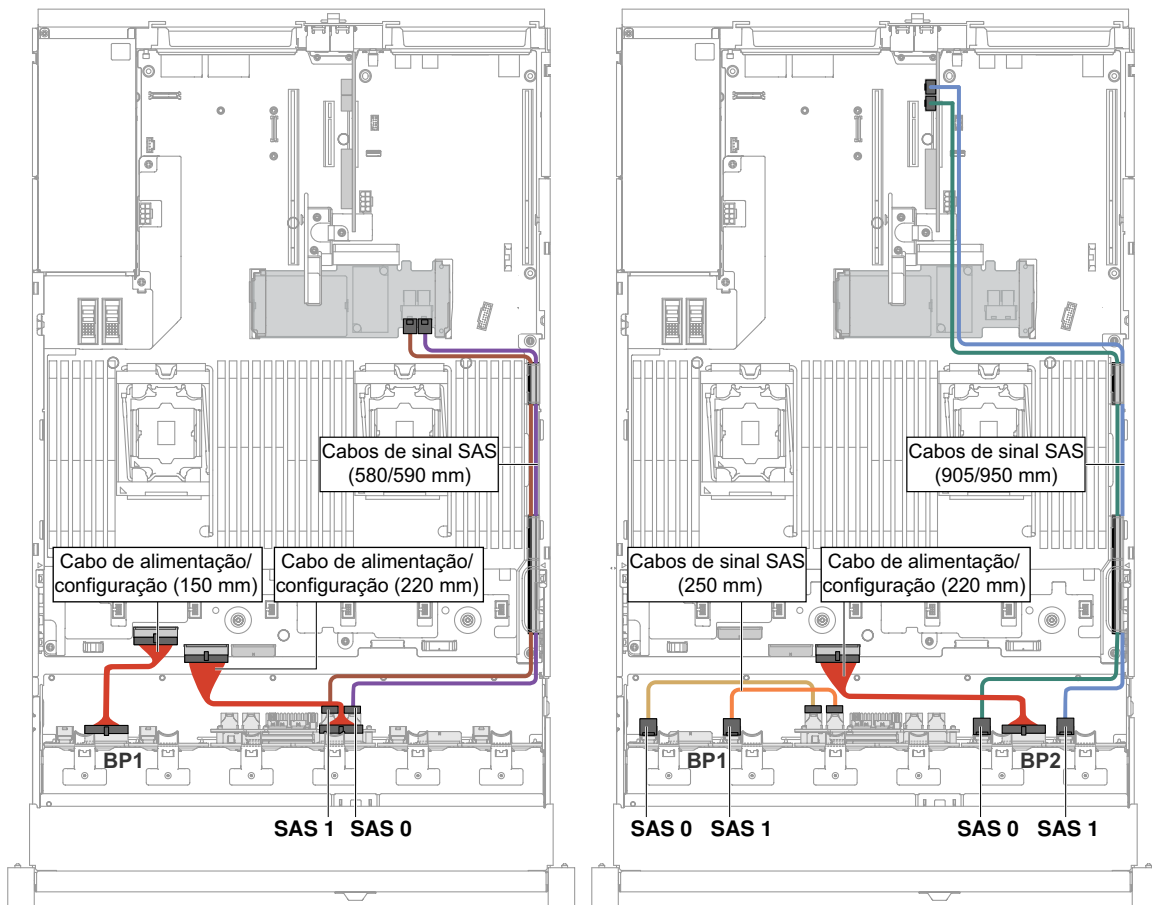 Cabos de sinal SAS
(580/590 mm)
Cabo de alimentação/
configuração (150 mm)
Cabo de alimentação/
configuração (220 mm)
BP1
SAS 1
SAS 0
Cabos de sinal SAS
(905/950 mm)
Cabos de sinal SAS
(250 mm)
Cabo de alimentação/
configuração (220 mm)
BP1
BP2
SAS 0
SAS 1
SAS 0
SAS 1